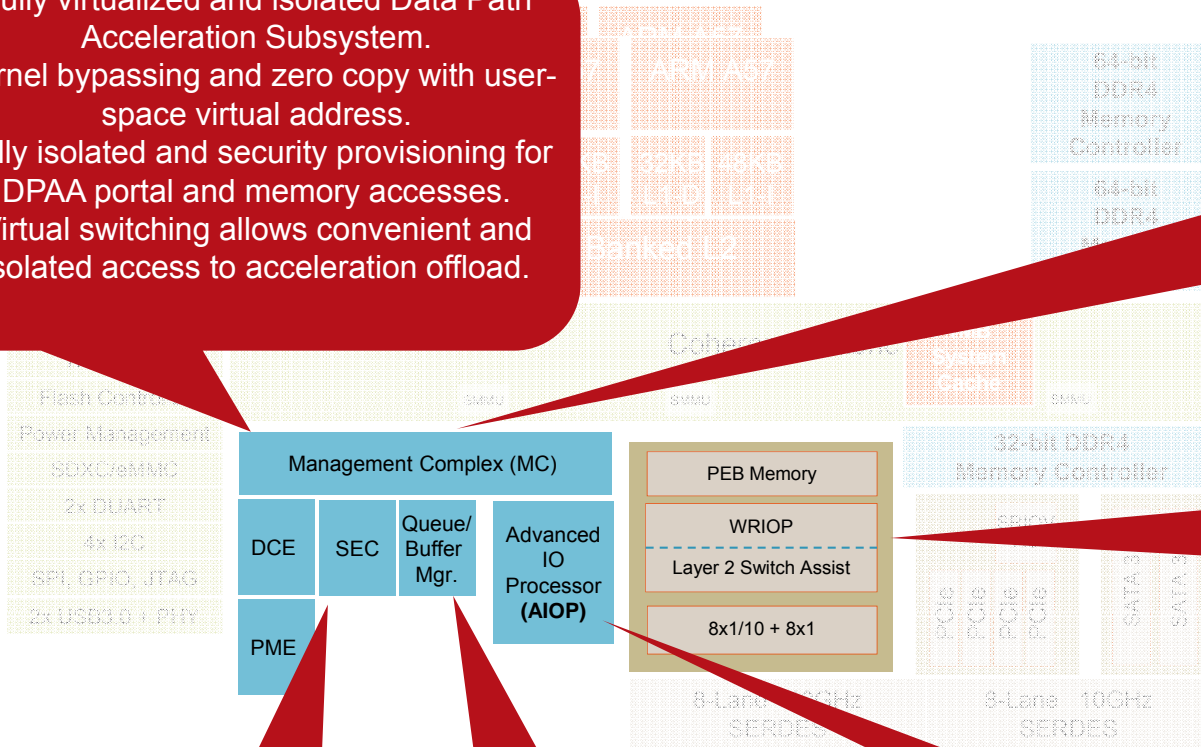 ully virtualized and isolated Data Path
Acceleration Subsystem.
rnel bypassing and zero copy with user-
space virtual address.
lly isolated and security provisioning for
DPAA portal and memory accesses.
irtual switching allows convenient and
solated access to acceleration offload.
ARM A57
64-bit
DDR4
Memory
Controller
64-bit
DDR4
32KB
L1-D
48KB
L1-I
Banked L2
System
Cache
SMMU
SMMU
SMMU
Power Management
SDXC/eMMC
2x DUART
4x I2C
SPI, GPIO, JTAG
2x USB3.0 + PHY
Management Complex (MC)
DCE
SEC
Queue/
Buffer
Mgr.
PME
Advanced
IO
Processor
(AIOP)
PEB Memory
WRIOP
Layer 2 Switch Assist
8x1/10 + 8x1
32-bit DDR4
Memory Controller
PCIe
PCIe
PCIe
PCIe
SATA 3
SATA 3
8-Lane
SERDES
8-Lane 10GHz
SERDES